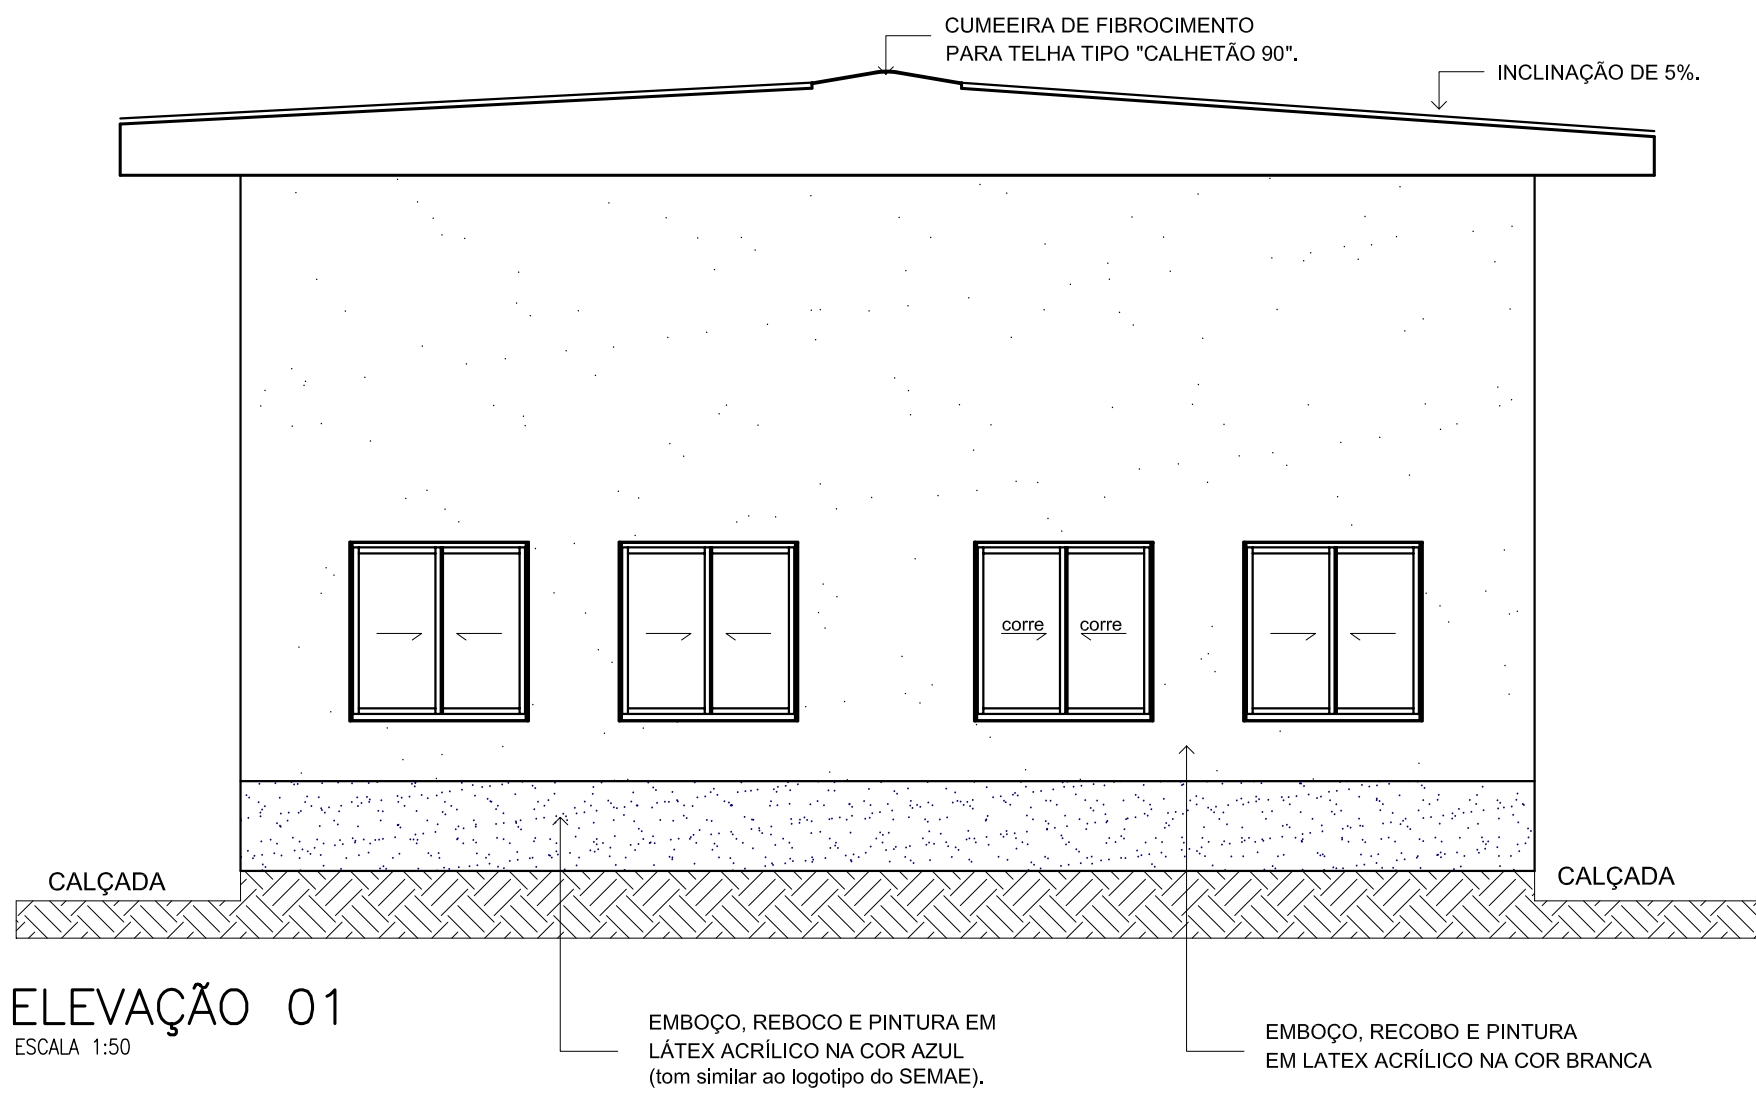 CUMEEIRA DE FIBROCIMENTO
PARA TELHA TIPO "CALHETÃO 90".
INCLINAÇÃO DE 5%.
corre
corre
CALÇADA
CALÇADA
ELEVAÇÃO 01
ESCALA 1:50
EMBOÇO, REBOCO E PINTURA EM
LÁTEX ACRÍLICO NA COR AZUL
(tom similar ao logotipo do SEMAE).
EMBOÇO, RECOBO E PINTURA
EM LATEX ACRÍLICO NA COR BRANCA